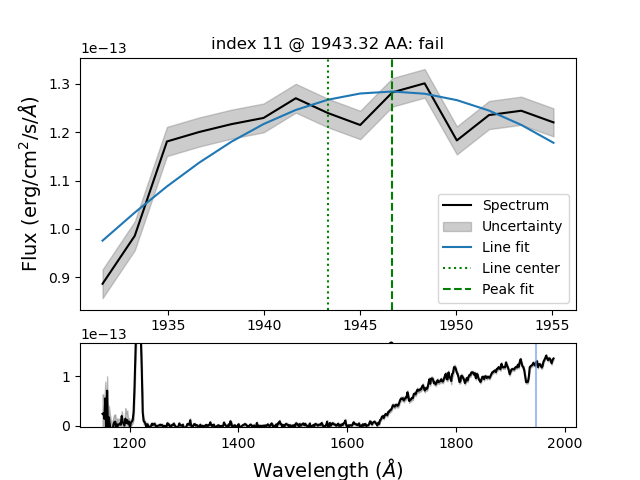 index 11 @ 1943.32 AA: fail
1e−13
1.3
1.2
1.1
1.0
0.9
Flux (erg/cm²/s/Å)
Spectrum
Uncertainty
Line fit
Line center
Peak fit
1935 1940 1945 1950 1955
1e−13
1
0
1200 1400 1600 1800 2000
Wavelength (Å)